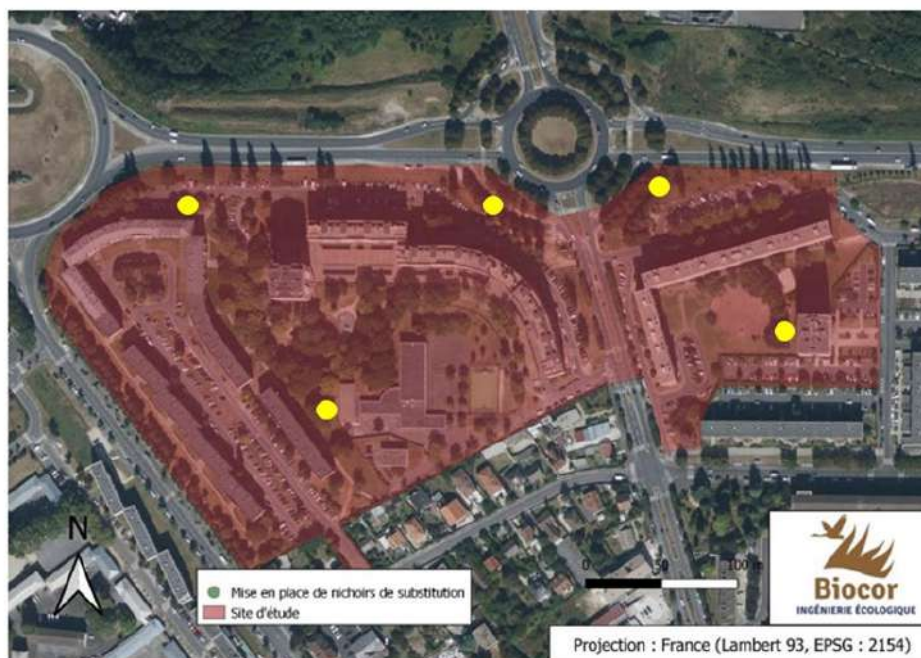 N
Mise en place de nichoirs de substitution
Site d'étude
0 50 100 m
Biocor
INGÉNIERIE ÉCOLOGIQUE
Projection : France (Lambert 93, EPSG : 2154)